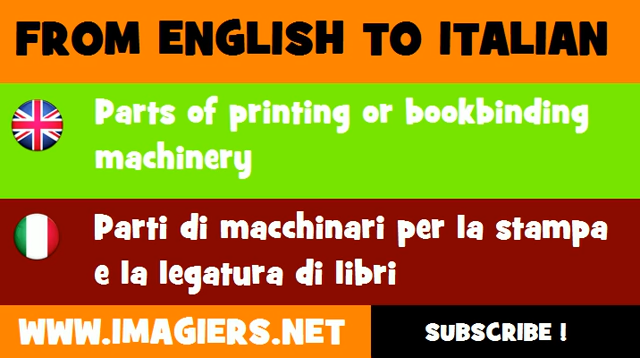 FROM ENGLISH TO ITALIAN
Parts of printing or bookbinding
machinery
Parti di macchinari per la stampa
e la legatura di libri
WWW.IMAGIERS.NET
SUBSCRIBE !